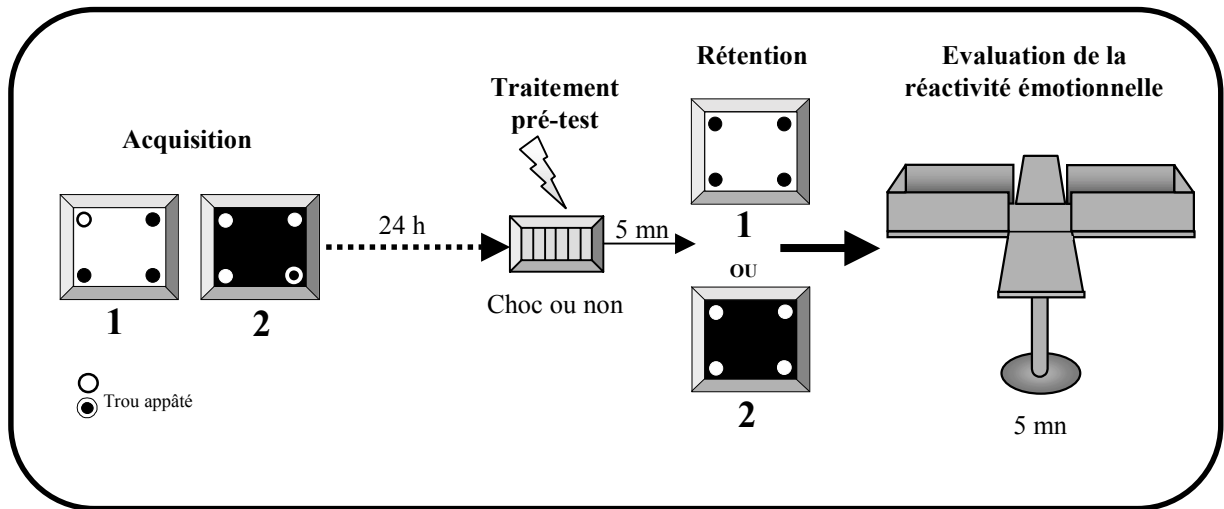 Acquisition
1
2
Trou appâté
24 h
Traitement
pré-test
Choc ou non
5 mn
Rétention
1
OU
2
Evaluation de la
réactivité émotionnelle
5 mn